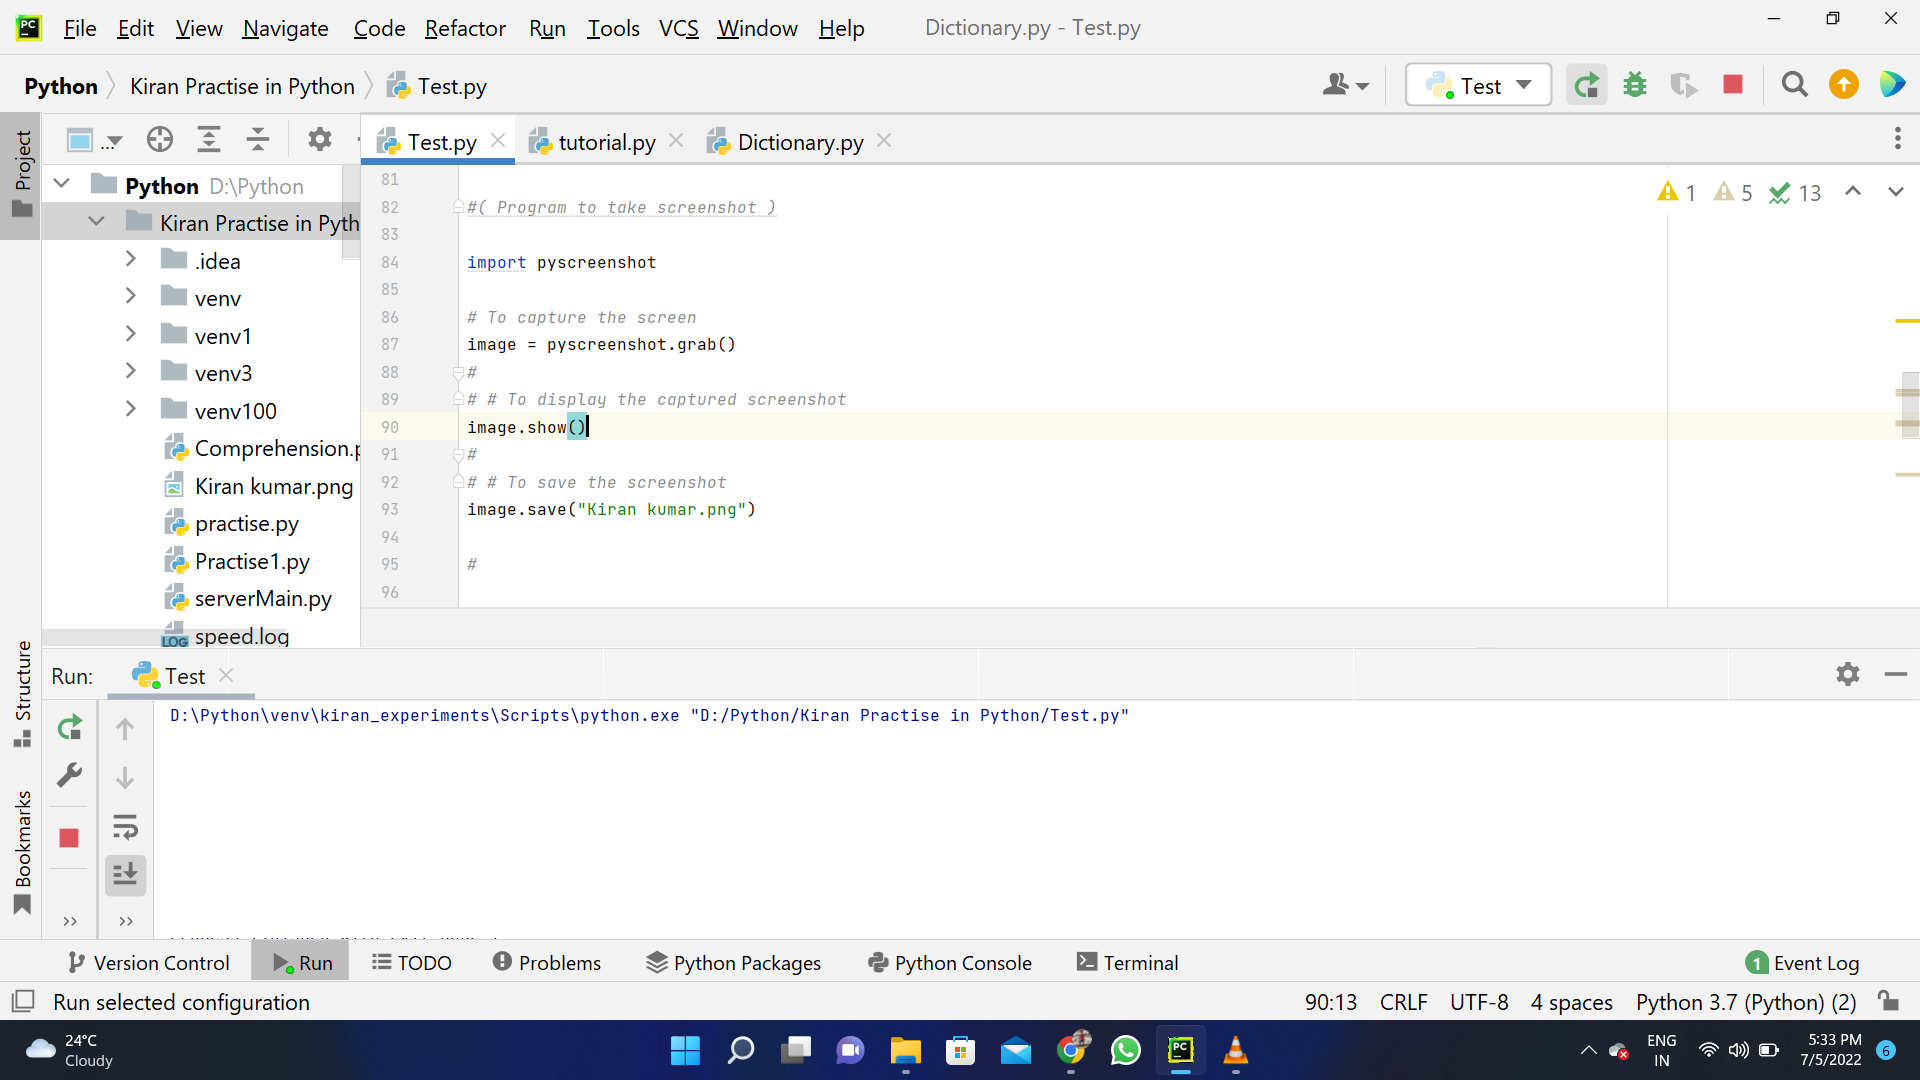 File Edit View Navigate Code Refactor Run Tools VCS Window Help Dictionary.py - Test.py
Python Kiran Practise in Python Test.py Test
Project
... Test.py tutorial.py Dictionary.py
Python D:\Python
Kiran Practise in Pyth
.idea
venv
venv1
venv3
venv100
Comprehension.p
Kiran kumar.png
practise.py
Practise1.py
serverMain.py
speed.log
1 5 13
81
82 #( Program to take screenshot )
83
84 import pyscreenshot
85
86 # To capture the screen
87 image = pyscreenshot.grab()
88 #
89 # # To display the captured screenshot
90 image.show()
91 #
92 # # To save the screenshot
93 image.save("Kiran kumar.png")
94
95 #
96
Structure
Bookmarks
Run: Test
D:\Python\venv\kiran_experiments\Scripts\python.exe "D:/Python/Kiran Practise in Python/Test.py"
Version Control Run TODO Problems Python Packages Python Console Terminal 1 Event Log
Run selected configuration 90:13 CRLF UTF-8 4 spaces Python 3.7 (Python) (2)
24°C
Cloudy
ENG
IN
5:33 PM
7/5/2022
6